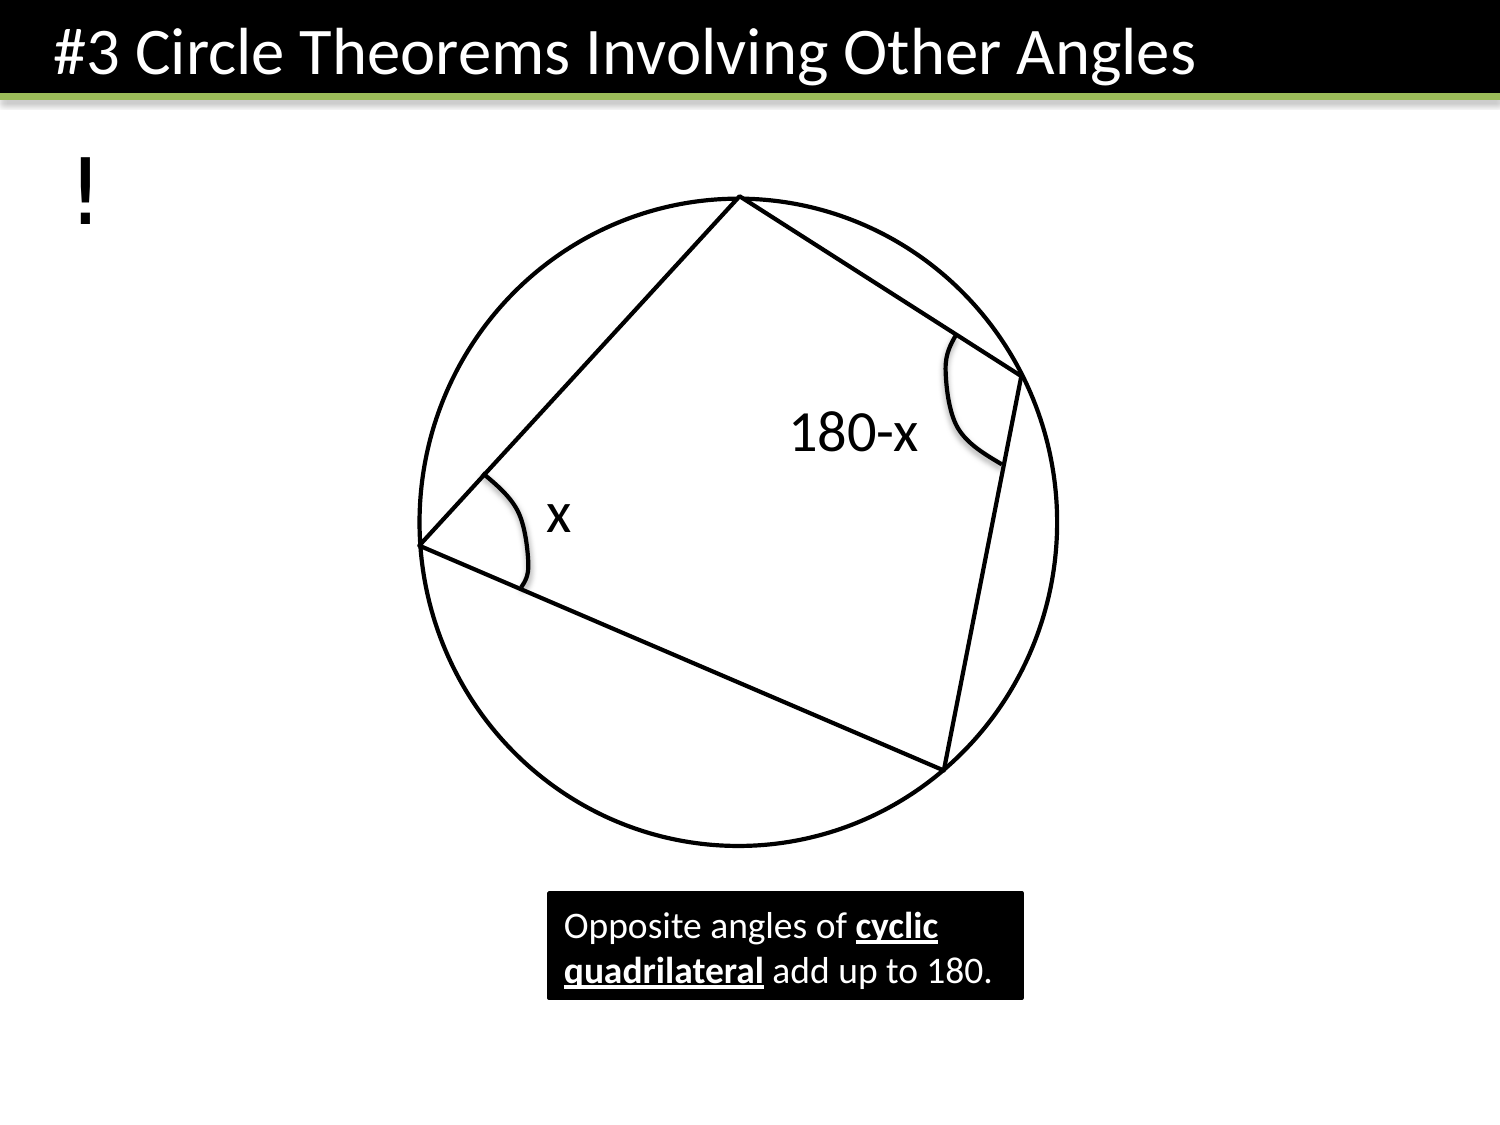 #3 Circle Theorems Involving Other Angles
!
180-x
x
Opposite angles of cyclic
quadrilateral add up to 180.